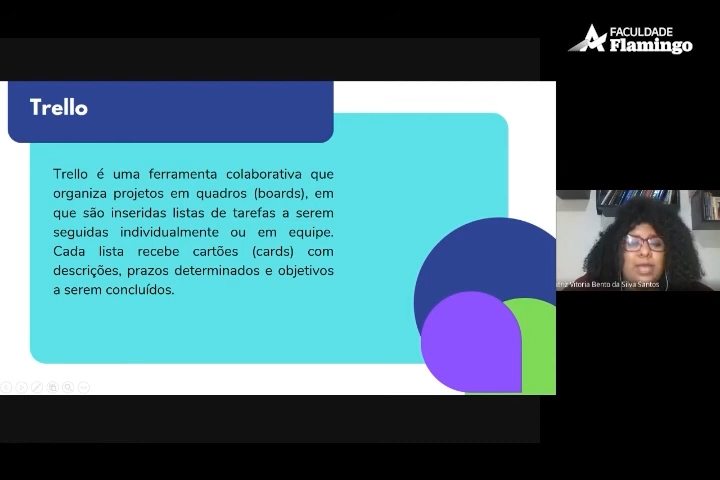 FACULDADE
Flamingo
Trello
Trello é uma ferramenta colaborativa que
organiza projetos em quadros (boards), em
que são inseridas listas de tarefas a serem
seguidas individualmente ou em equipe.
Cada lista recebe cartões (cards) com
descrições, prazos determinados e objetivos
a serem concluídos.
Vitoria Bento da Silva Santos